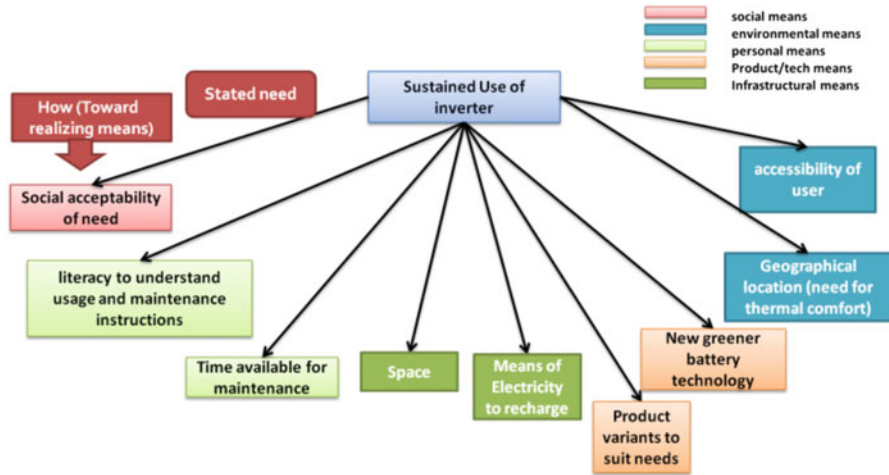 social means
environmental means
personal means
Product/tech means
Infrastructural means
Stated need
Sustained Use of
inverter
How (Toward
realizing means)
accessibility of
user
Social acceptability
of need
literacy to understand
usage and maintenance
instructions
Geographical
location (need for
thermal comfort)
Time available for
maintenance
Space
Means of
Electricity
to recharge
New greener
battery
technology
Product
variants to
suit needs